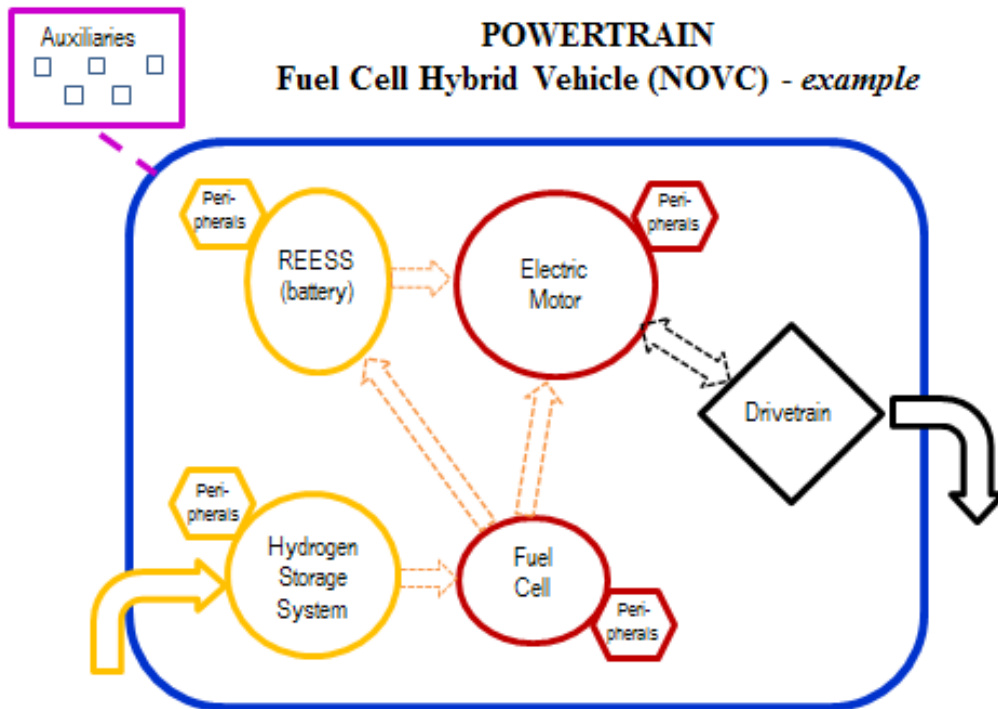 Auxiliaries
POWERTRAIN
Fuel Cell Hybrid Vehicle (NOVC) - example
Peri-
pherals
REESS
(battery)
Electric
Motor
Peri-
pherals
Drivetrain
Peri-
pherals
Hydrogen
Storage
System
Fuel
Cell
Peri-
pherals